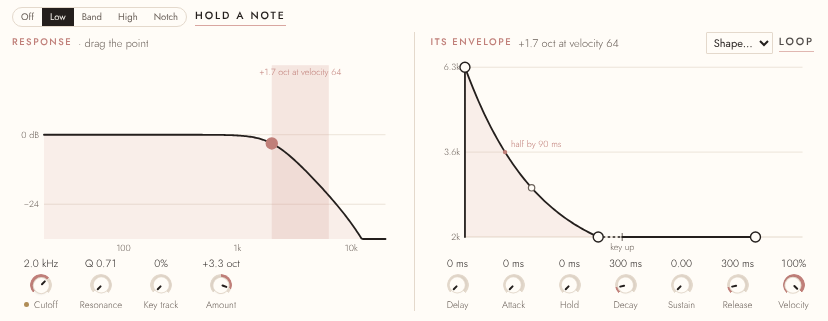 Off Low Band High Notch HOLD A NOTE
RESPONSE · drag the point
+1.7 oct at velocity 64
0 dB
−24
100 1k 10k
2.0 kHz Q 0.71 0% +3.3 oct
Cutoff Resonance Key track Amount
ITS ENVELOPE +1.7 oct at velocity 64 Shape... LOOP
6.3k
half by 90 ms
3.6k
2k
key up
0 ms 0 ms 0 ms 300 ms 0.00 300 ms 100%
Delay Attack Hold Decay Sustain Release Velocity